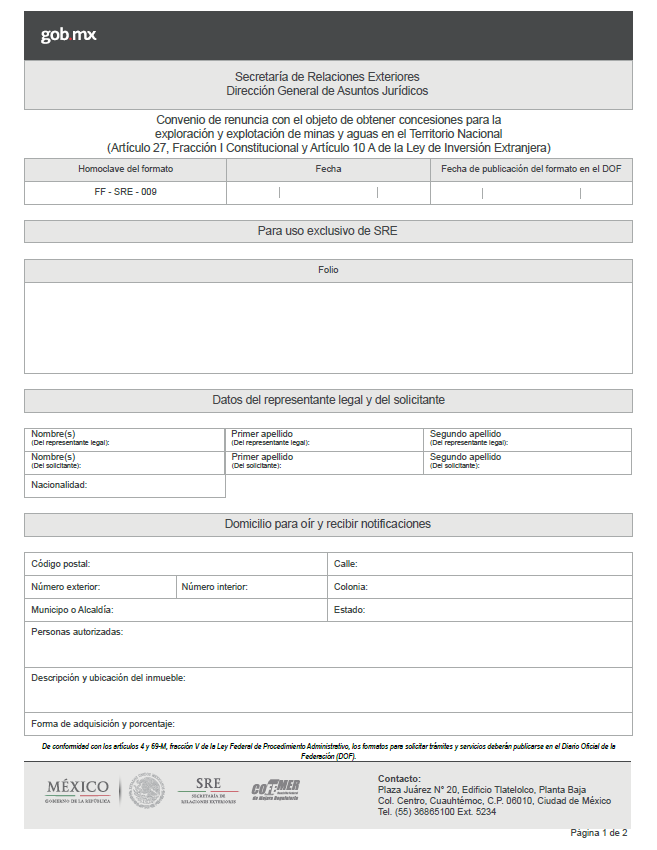 gob.mx
Secretaría de Relaciones Exteriores
Dirección General de Asuntos Jurídicos
Convenio de renuncia con el objeto de obtener concesiones para la
exploración y explotación de minas y aguas en el Territorio Nacional
(Artículo 27, Fracción I Constitucional y Artículo 10 A de la Ley de Inversión Extranjera)
Homoclave del formato
Fecha
Fecha de publicación del formato en el DOF
FF - SRE - 009
Para uso exclusivo de SRE
Folio
Datos del representante legal y del solicitante
Nombre(s)
(Del representante legal):
Primer apellido
(Del representante legal):
Segundo apellido
(Del representante legal):
Nombre(s)
(Del solicitante):
Primer apellido
(Del solicitante):
Segundo apellido
(Del solicitante):
Nacionalidad:
Domicilio para oír y recibir notificaciones
Código postal:
Calle:
Número exterior:
Número interior:
Colonia:
Municipo o Alcaldía:
Estado:
Personas autorizadas:
Descripción y ubicación del inmueble:
Forma de adquisición y porcentaje:
De conformidad con los artículos 4 y 69-M, fracción V de la Ley Federal de Procedimiento Administrativo, los formatos para solicitar trámites y servicios deberán publicarse en el Diario Oficial de la
Federación (DOF).
MÉXICO
GOBIERNO DE LA REPÚBLICA
SRE
SECRETARÍA DE
RELACIONES EXTERIORES
COFEMER
Contacto:
Plaza Juárez N° 20, Edificio Tlatelolco, Planta Baja
Col. Centro, Cuauhtémoc, C.P. 06010, Ciudad de México
Tel. (55) 36865100 Ext. 5234
Página 1 de 2